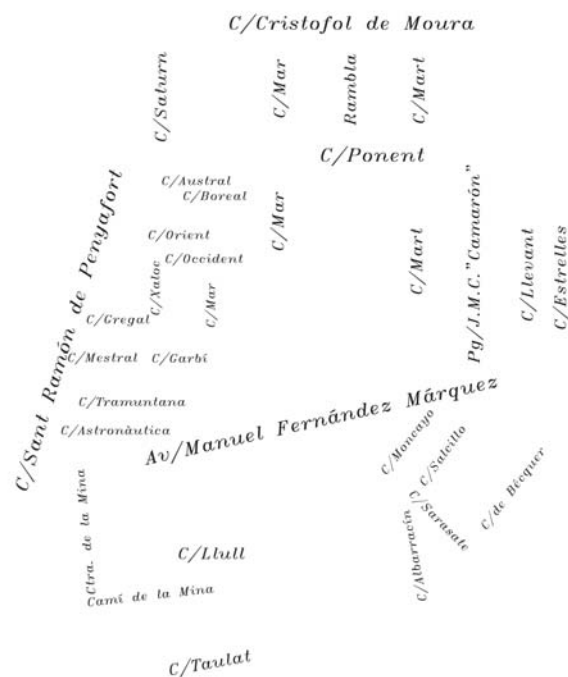 C/Cristofol de Moura
C/Saturn
C/Mar
Rambla
C/Mart
C/Ponent
C/Sant Ramón de Penyafort
C/Austral
C/Boreal
C/Mar
Pg/J.M.C."Camarón"
C/Orient
C/Occident
C/Mart
C/Llevant
C/Estrelles
C/Xaloc
C/Mar
C/Gregal
C/Mestral
C/Garbí
C/Tramuntana
C/Astronàutica
Av/Manuel Fernández Márquez
C/Moncayo
C/Salcillo
C/Sarasate
C/de Bécquer
C/Albarracín
Ctra. de la Mina
C/Llull
Camí de la Mina
C/Taulat